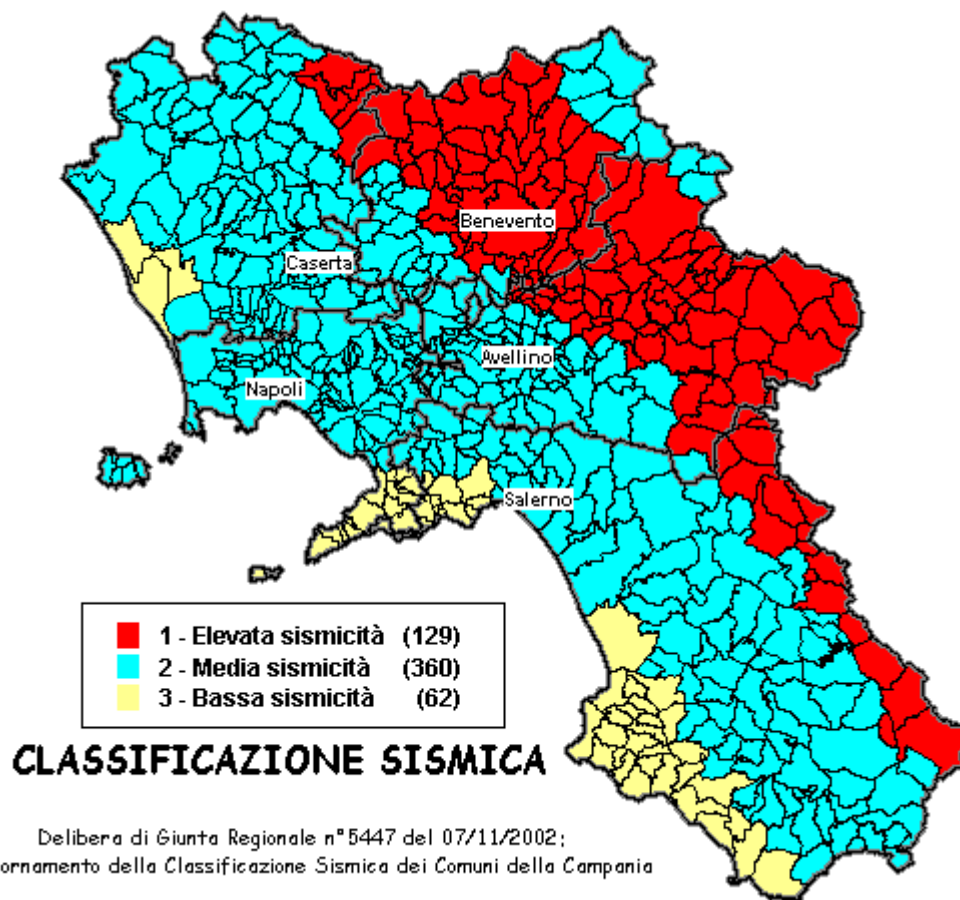 Benevento
Caserta
Avellino
Napoli
Salerno
1 - Elevata sismicità (129)
2 - Media sismicità (360)
3 - Bassa sismicità (62)
CLASSIFICAZIONE SISMICA
Delibera di Giunta Regionale n°5447 del 07/11/2002;
ornamento della Classificazione Sismica dei Comuni della Campania